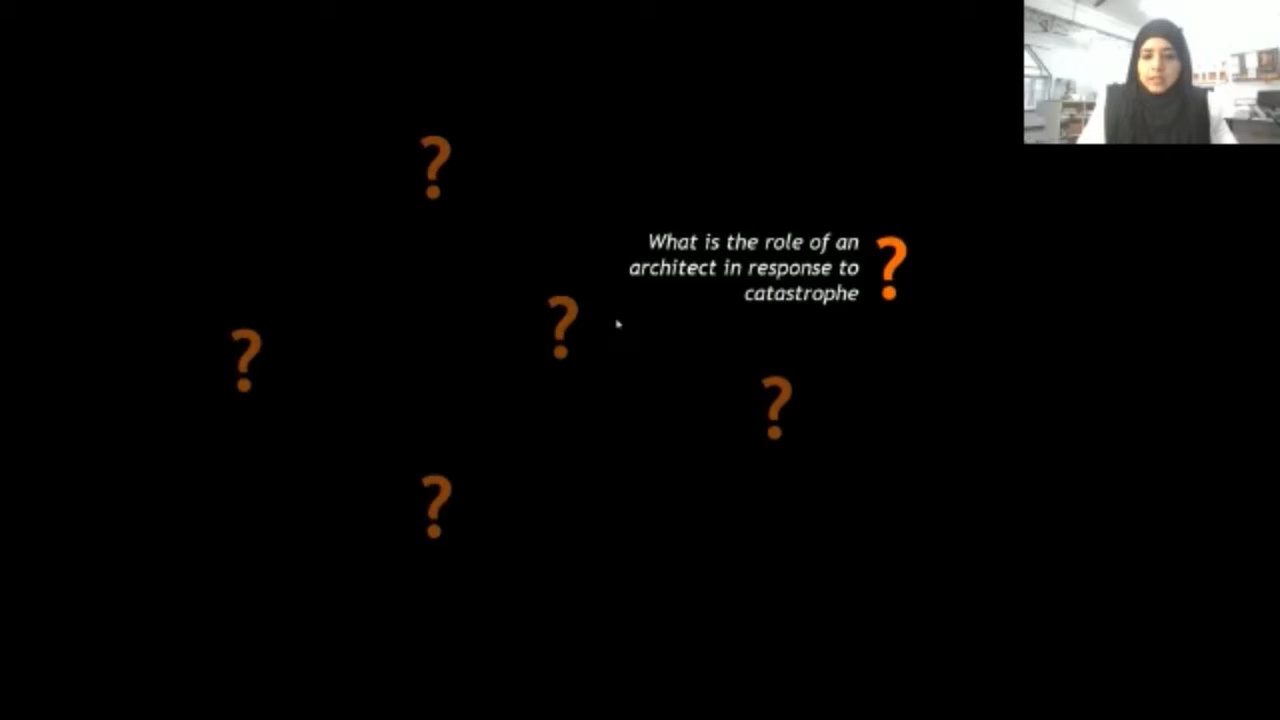 ?
What is the role of an
architect in response to ?
catastrophe
?
?
?
?